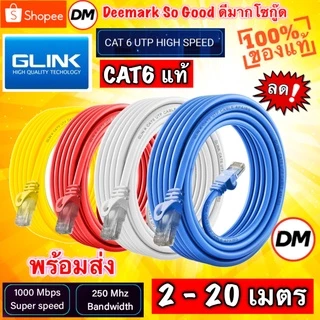 Shopee DM Deemark So Good ดีมากโซกู๊ด
GLINK
HIGH QUALITY TECHNOLOGY
CAT 6 UTP HIGH SPEED
100%
ของแท้
CAT6 แท้
ลด!
DM
พร้อมส่ง
1000 Mbps
Super speed
250 Mhz
Bandwidth
2 - 20 เมตร